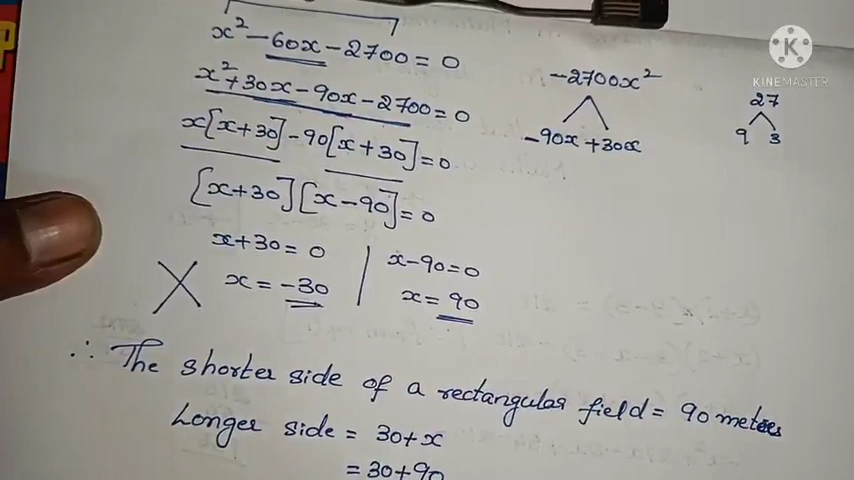 x² - 60x - 2700 = 0
x² + 30x - 90x - 2700 = 0
x[x+30] - 90[x+30] = 0
[x+30][x-90] = 0
x+30 = 0
x = -30
x-90 = 0
x = 90
-2700x²
-90x +30x
27
9 3
KINEMASTER
∴ The shorter side of a rectangular field = 90 metres
Longer side = 30+x
= 30+90